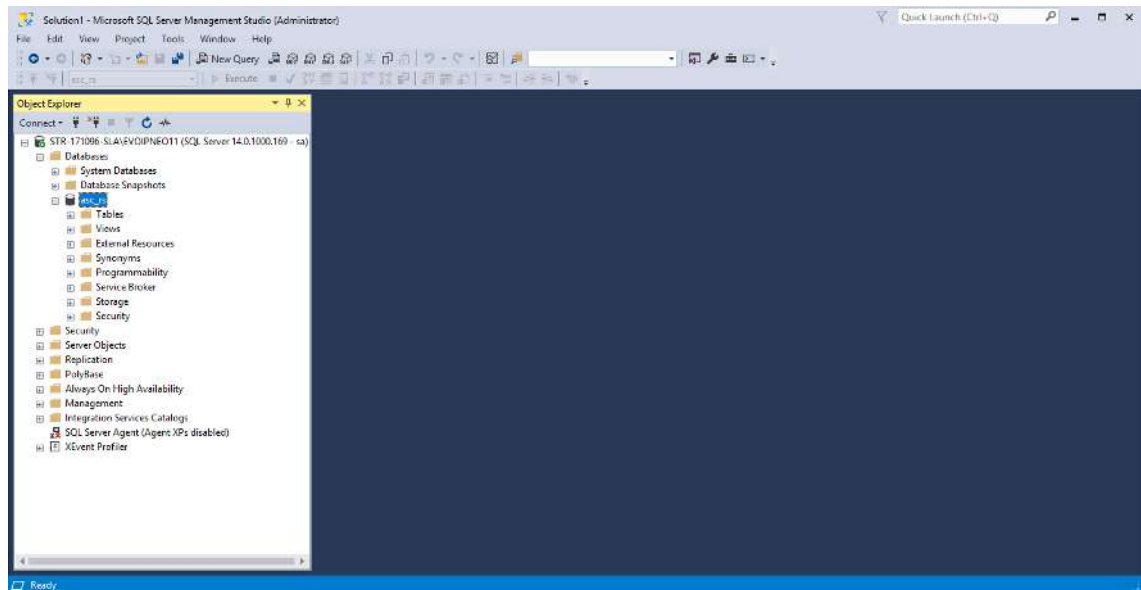 Solution1 - Microsoft SQL Server Management Studio (Administrator)
Quick Launch (Ctrl+Q)
File Edit View Project Tools Window Help
New Query
Execute
Object Explorer
Connect
STR-171096-SLA\EVOIPNEO11 (SQL Server 14.0.1000.169 - sa)
Databases
System Databases
Database Snapshots
asc_rs
Tables
Views
External Resources
Synonyms
Programmability
Service Broker
Storage
Security
Security
Server Objects
Replication
PolyBase
Always On High Availability
Management
Integration Services Catalogs
SQL Server Agent (Agent XPs disabled)
XEvent Profiler
Ready